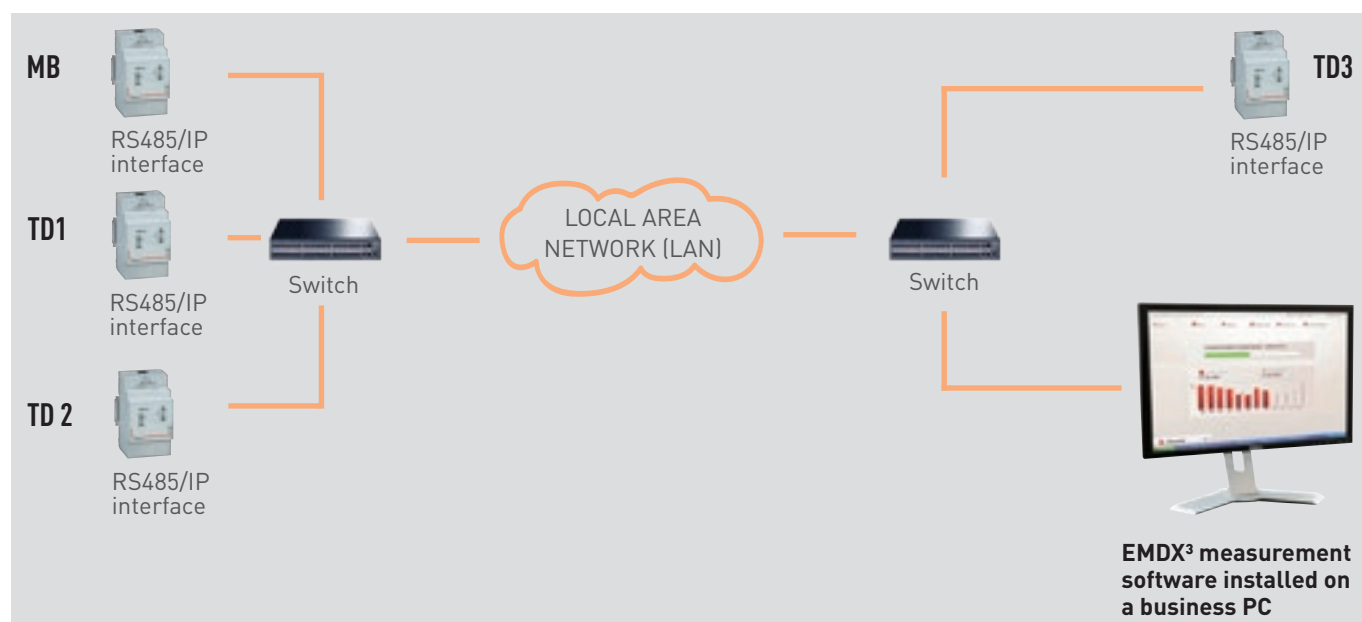 MB
RS485/IP
interface
TD1
RS485/IP
interface
TD 2
RS485/IP
interface
Switch
LOCAL AREA
NETWORK (LAN)
Switch
TD3
RS485/IP
interface
EMDX³ measurement
software installed on
a business PC